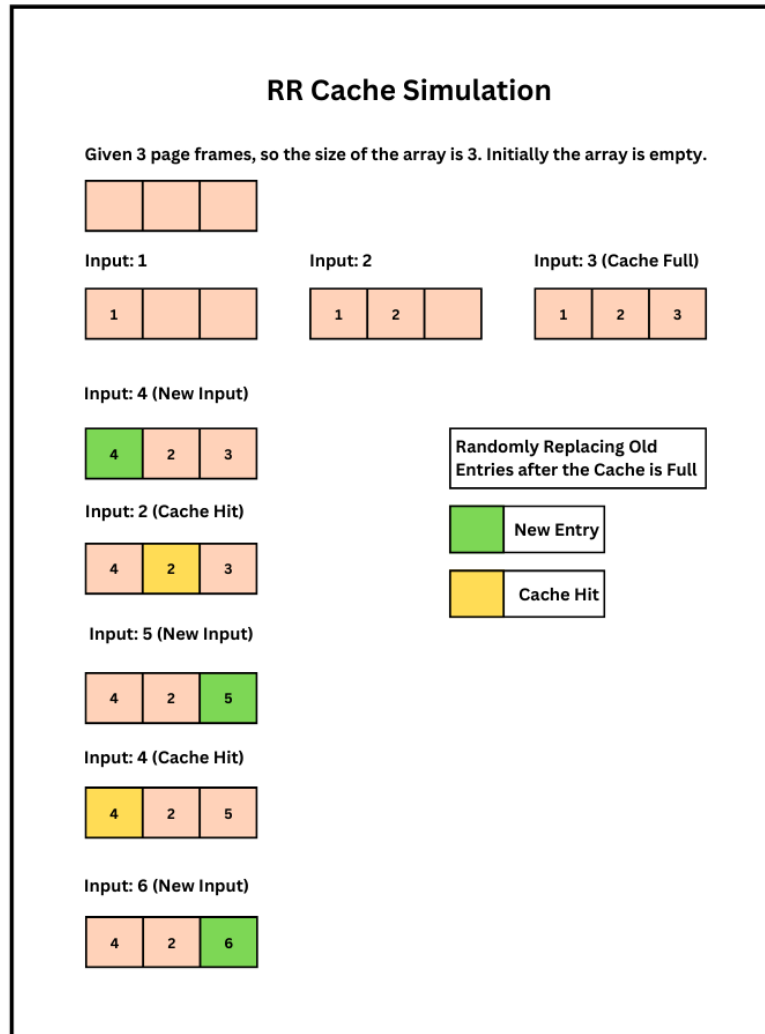 RR Cache Simulation
Given 3 page frames, so the size of the array is 3. Initially the array is empty.
Input: 1
Input: 2
Input: 3 (Cache Full)
1
1 2
1 2 3
Input: 4 (New Input)
4 2 3
Randomly Replacing Old
Entries after the Cache is Full
Input: 2 (Cache Hit)
New Entry
4 2 3
Cache Hit
Input: 5 (New Input)
4 2 5
Input: 4 (Cache Hit)
4 2 5
Input: 6 (New Input)
4 2 6